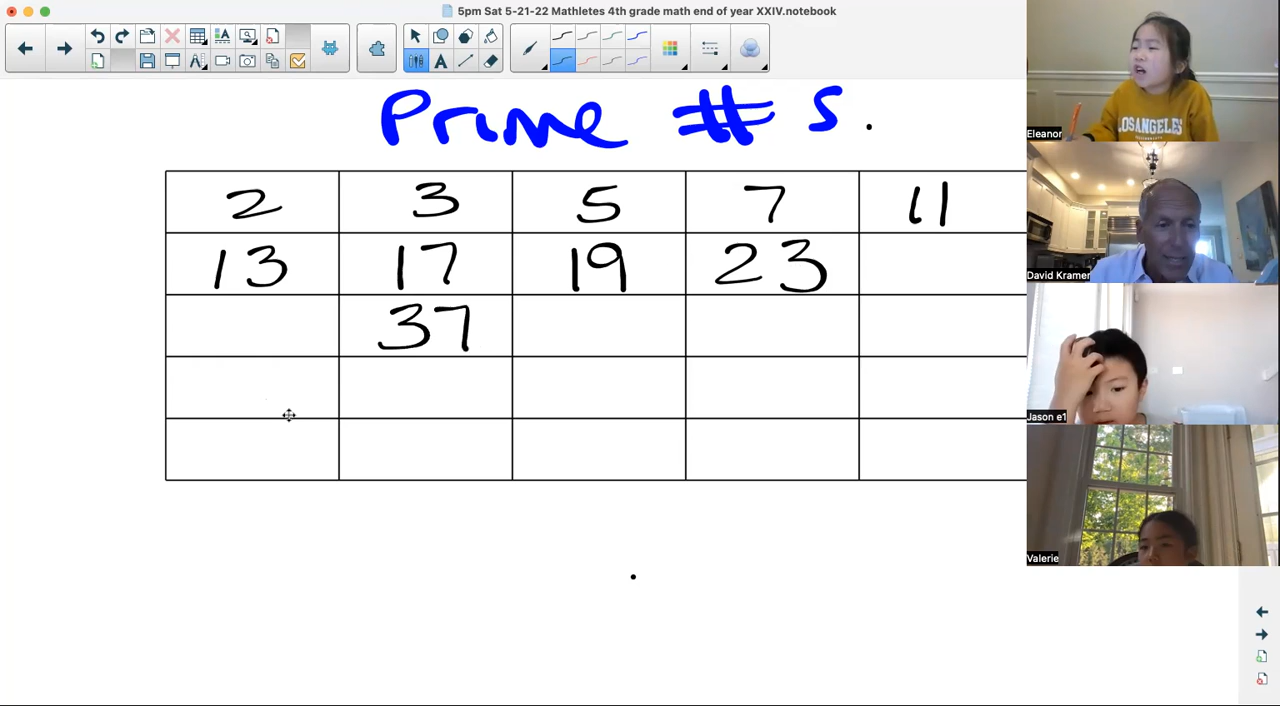 5pm Sat 5-21-22 Mathletes 4th grade math end of year XXIV.notebook
Prime # s.
2 3 5 7 11
13 17 19 23
37
LOSANGELES
Eleanor
David Kramer
Jason e1
Valerie